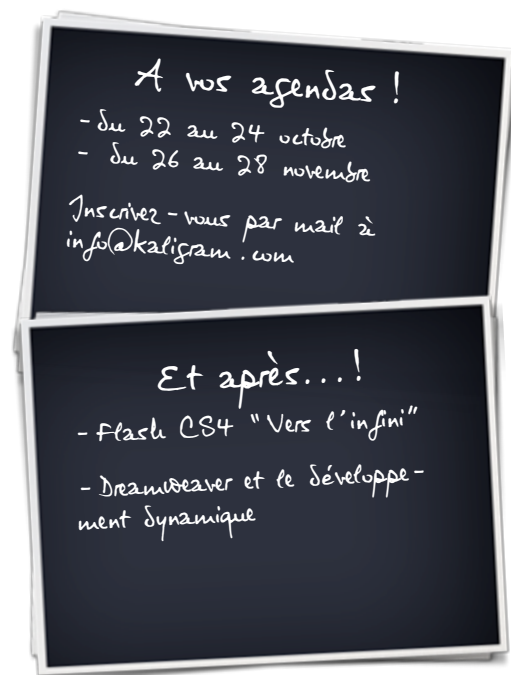 A vos agendas !
- du 22 au 24 octobre
- du 26 au 28 novembre
Inscrivez-vous par mail à
info@kaligram.com
Et après...!
- Flash CS4 "Vers l'infini"
- Dreamweaver et le développe-
ment dynamique